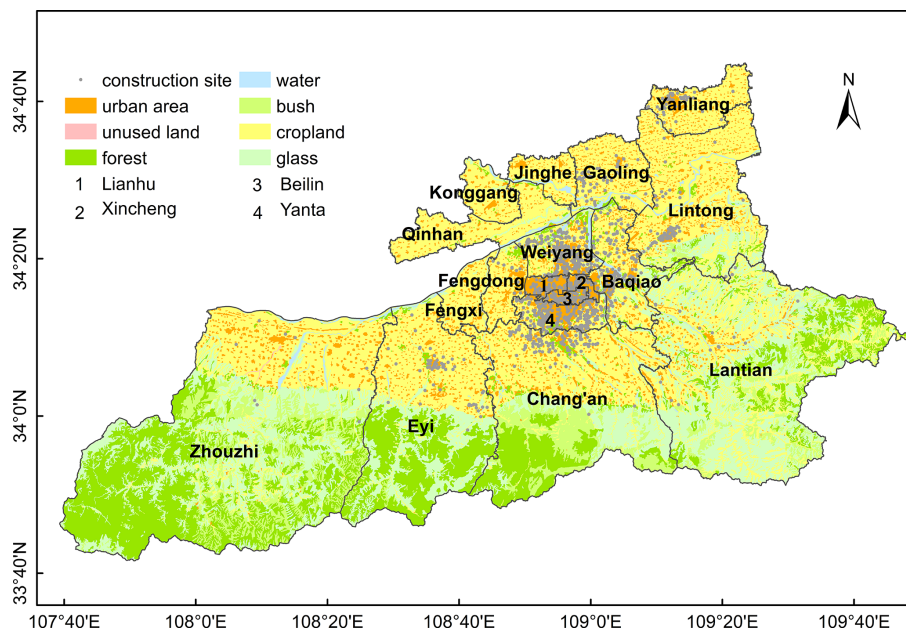 N
construction site
water
urban area
bush
unused land
cropland
forest
glass
1 Lianhu
3 Beilin
2 Xincheng
4 Yanta
Yanliang
Jinghe
Gaoling
Konggang
Lintong
Qinhan
Weiyang
Fengdong
1
2
Baqiao
3
Fengxi
4
Lantian
Chang'an
Eyi
Zhouzhi
34°40'N
34°20'N
34°0'N
33°40'N
107°40'E
108°0'E
108°20'E
108°40'E
109°0'E
109°20'E
109°40'E